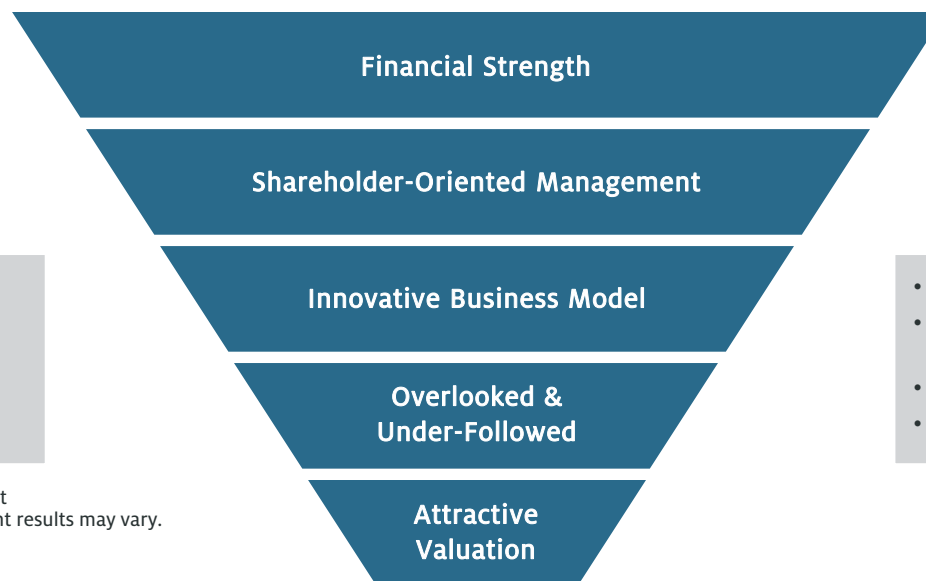 Financial Strength
Shareholder-Oriented Management
Innovative Business Model
•
•
•
•
Overlooked &
Under-Followed
t
nt results may vary.
Attractive
Valuation